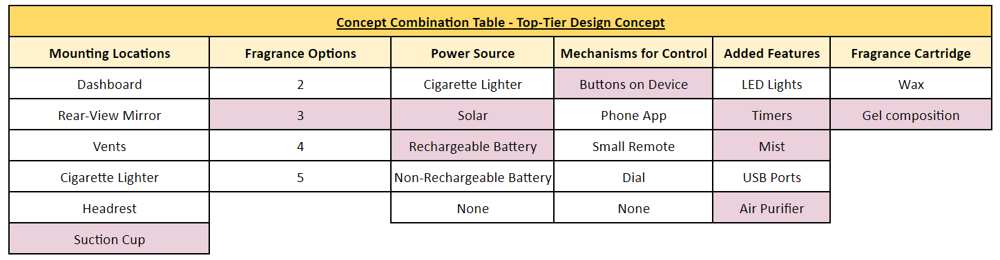 Concept Combination Table - Top-Tier Design Concept
Mounting Locations Fragrance Options Power Source Mechanisms for Control Added Features Fragrance Cartridge
Dashboard 2 Cigarette Lighter Buttons on Device LED Lights Wax
Rear-View Mirror 3 Solar Phone App Timers Gel composition
Vents 4 Rechargeable Battery Small Remote Mist
Cigarette Lighter 5 Non-Rechargeable Battery Dial USB Ports
Headrest None None Air Purifier
Suction Cup